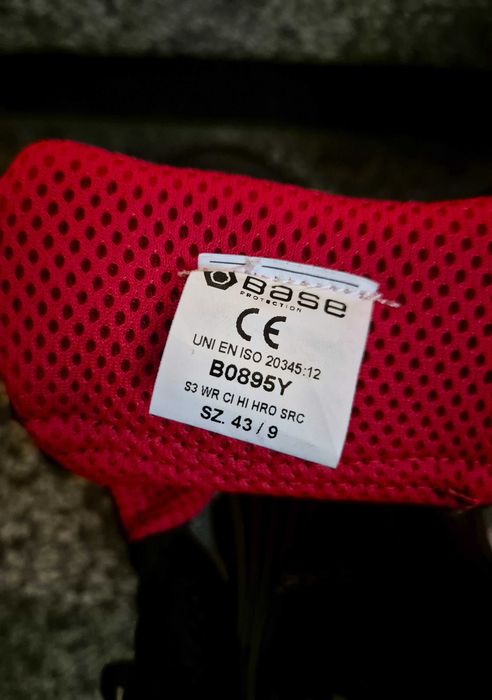 Base
PROTECTION
CE
UNI EN ISO 20345:12
B0895Y
S3 WR CI HI HRO SRC
SZ. 43 / 9